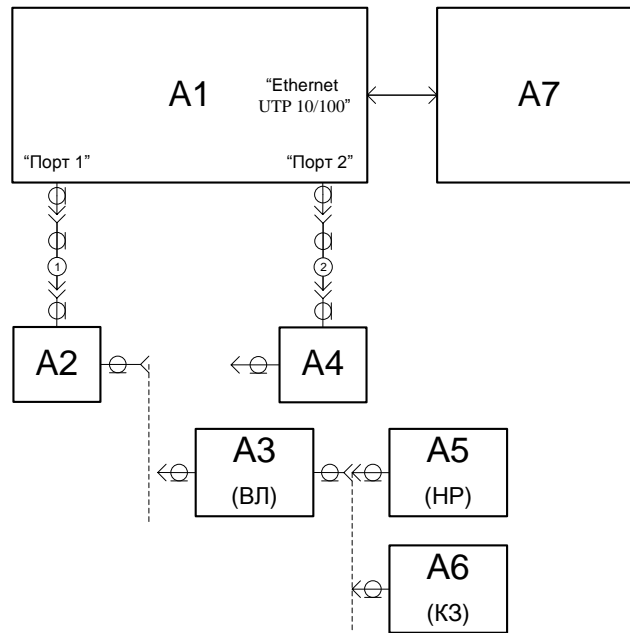 A1
“Ethernet
UTP 10/100”
A7
“Порт 1”
“Порт 2”
1
2
A2
A4
A3
(ВЛ)
A5
(НР)
A6
(КЗ)